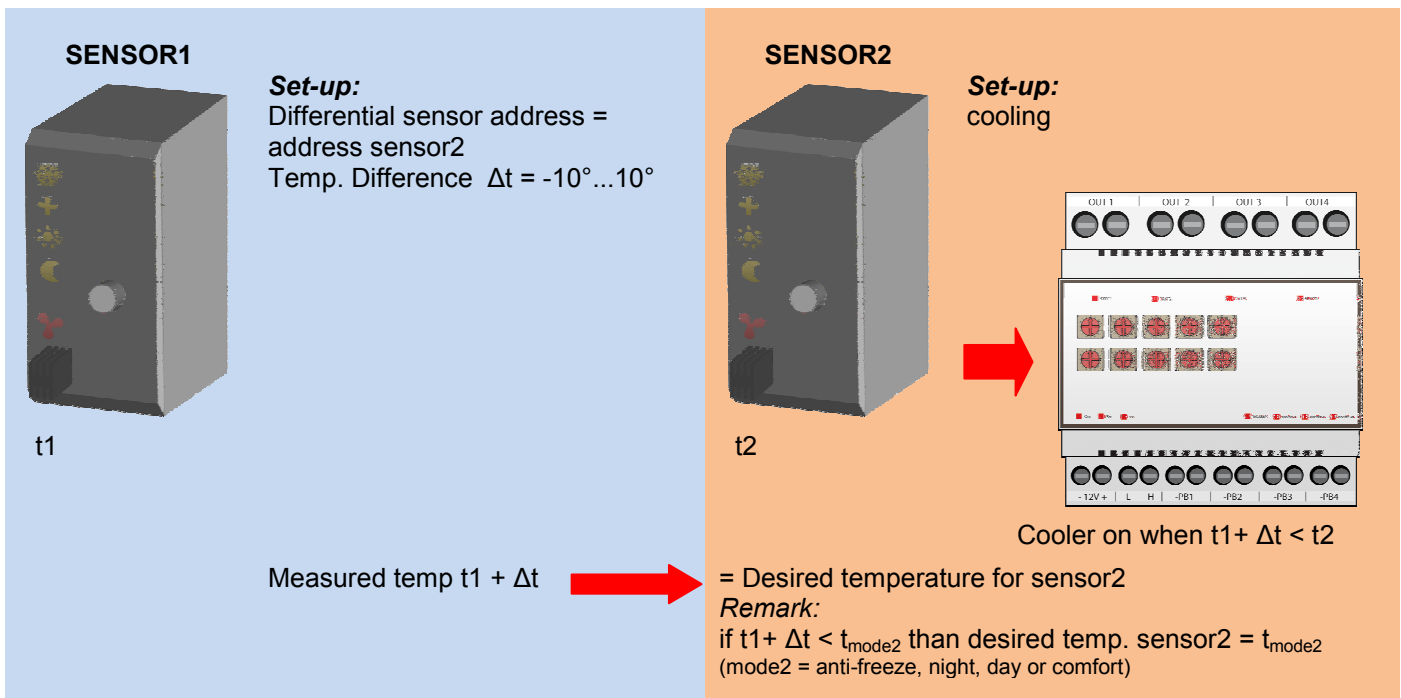 SENSOR1
Set-up:
Differential sensor address =
address sensor2
Temp. Difference Δt = -10°...10°
t1
SENSOR2
Set-up:
cooling
OUT 1 OUT 2 OUT 3 OUT4
t2
- 12V + L H -PB1 -PB2 -PB3 -PB4
Cooler on when t1+ Δt < t2
Measured temp t1 + Δt
= Desired temperature for sensor2
Remark:
if t1+ Δt < tmode2 than desired temp. sensor2 = tmode2
(mode2 = anti-freeze, night, day or comfort)